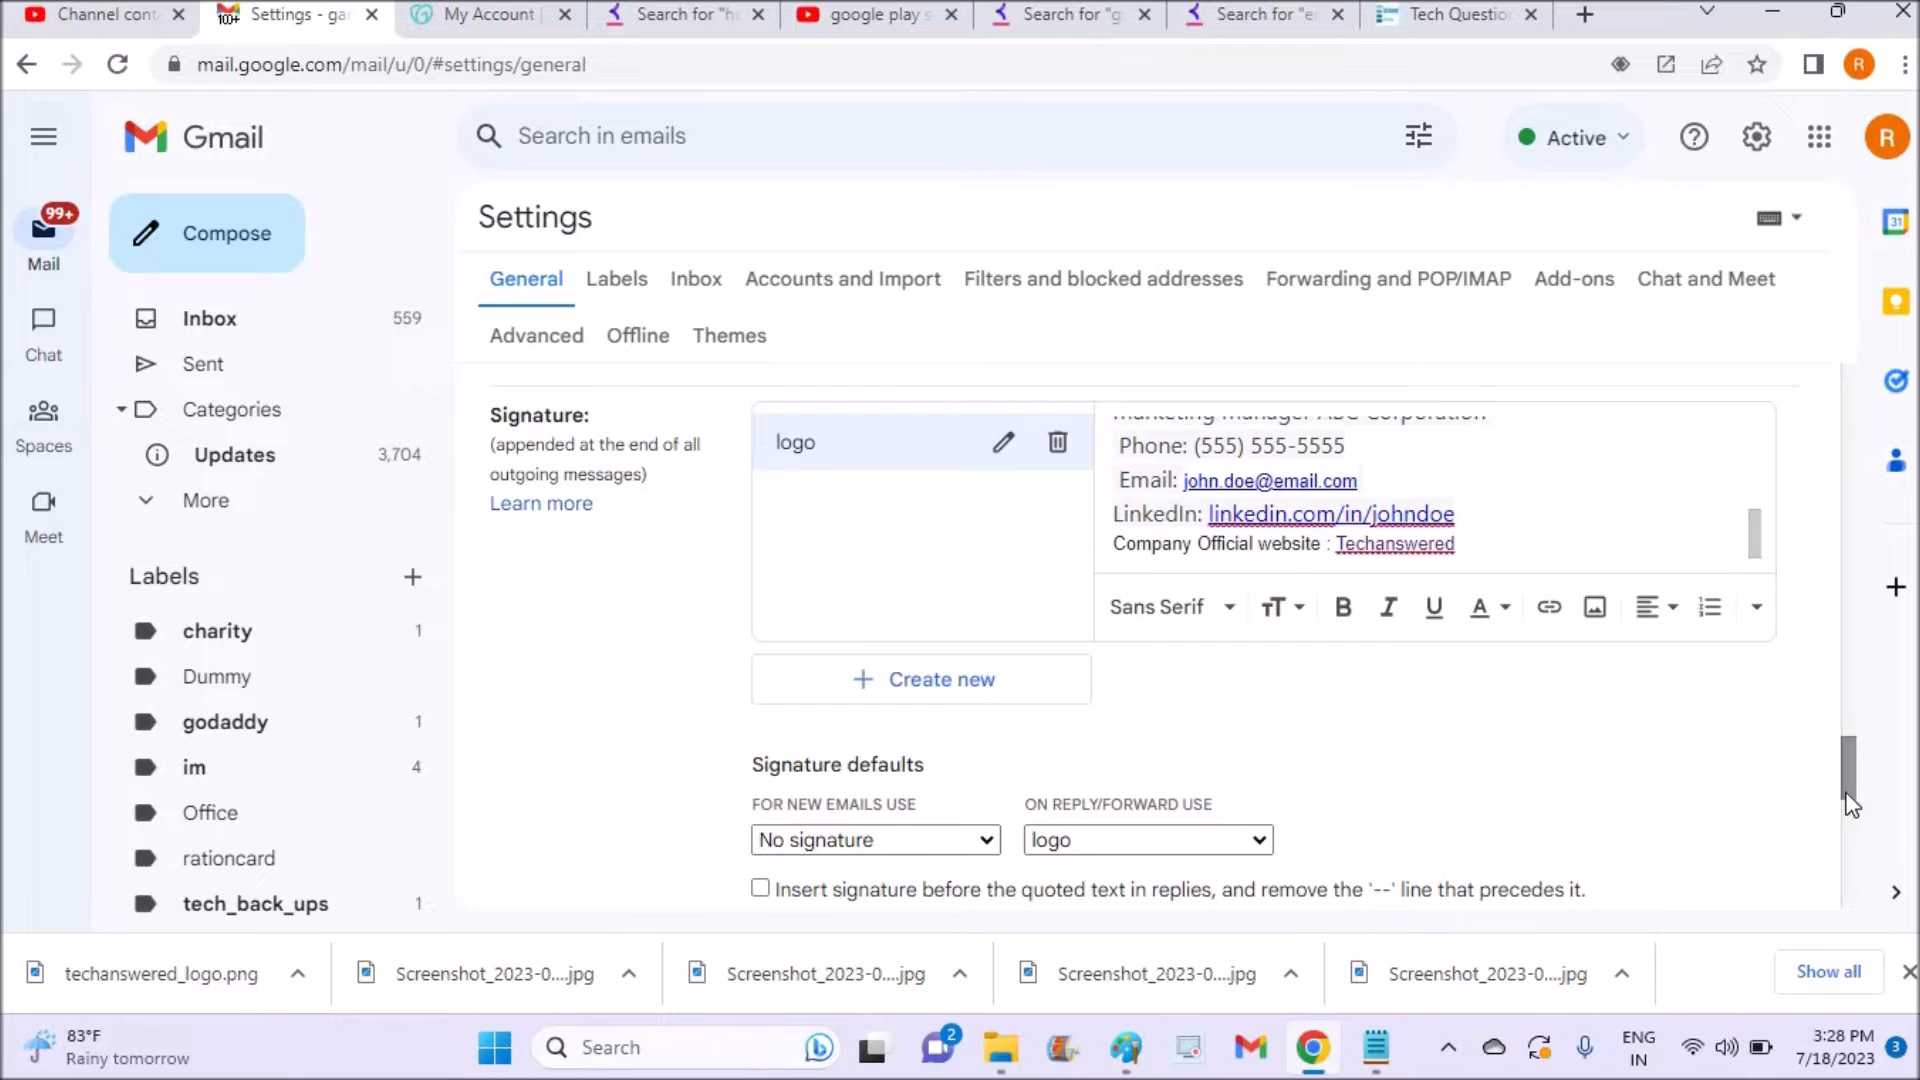 Channel cont
100+
Settings - ga
My Account
Search for "h
google play s
Search for "g
Search for "e
Tech Questio
mail.google.com/mail/u/0/#settings/general
R
Gmail
Search in emails
Active
R
99+
Mail
Chat
Spaces
Meet
Compose
Inbox 559
Sent
Categories
Updates 3,704
More
Labels
charity 1
Dummy
godaddy 1
im 4
Office
rationcard
tech_back_ups 1
Settings
General Labels Inbox Accounts and Import Filters and blocked addresses Forwarding and POP/IMAP Add-ons Chat and Meet
Advanced Offline Themes
Signature:
(appended at the end of all
outgoing messages)
Learn more
logo
Marketing Manager ABC Corporation
Phone: (555) 555-5555
Email: john.doe@email.com
LinkedIn: linkedin.com/in/johndoe
Company Official website : Techanswered
Sans Serif
Create new
Signature defaults
FOR NEW EMAILS USE ON REPLY/FORWARD USE
No signature logo
Insert signature before the quoted text in replies, and remove the '--' line that precedes it.
31
techanswered_logo.png
Screenshot_2023-0....jpg
Screenshot_2023-0....jpg
Screenshot_2023-0....jpg
Screenshot_2023-0....jpg
Show all
83°F
Rainy tomorrow
Search
2
ENG
IN
3:28 PM
7/18/2023
3